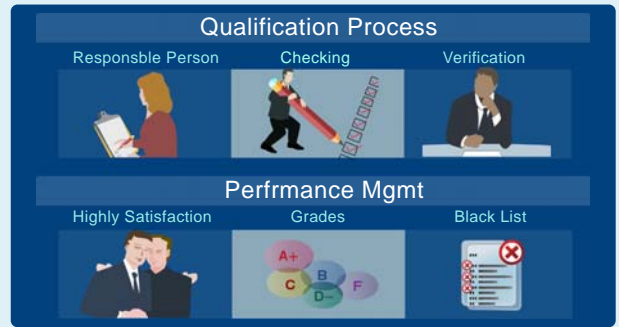 Qualification Process
Responsble Person Checking Verification
Perfrmance Mgmt
Highly Satisfaction Grades Black List
A+
B
C
D-
F